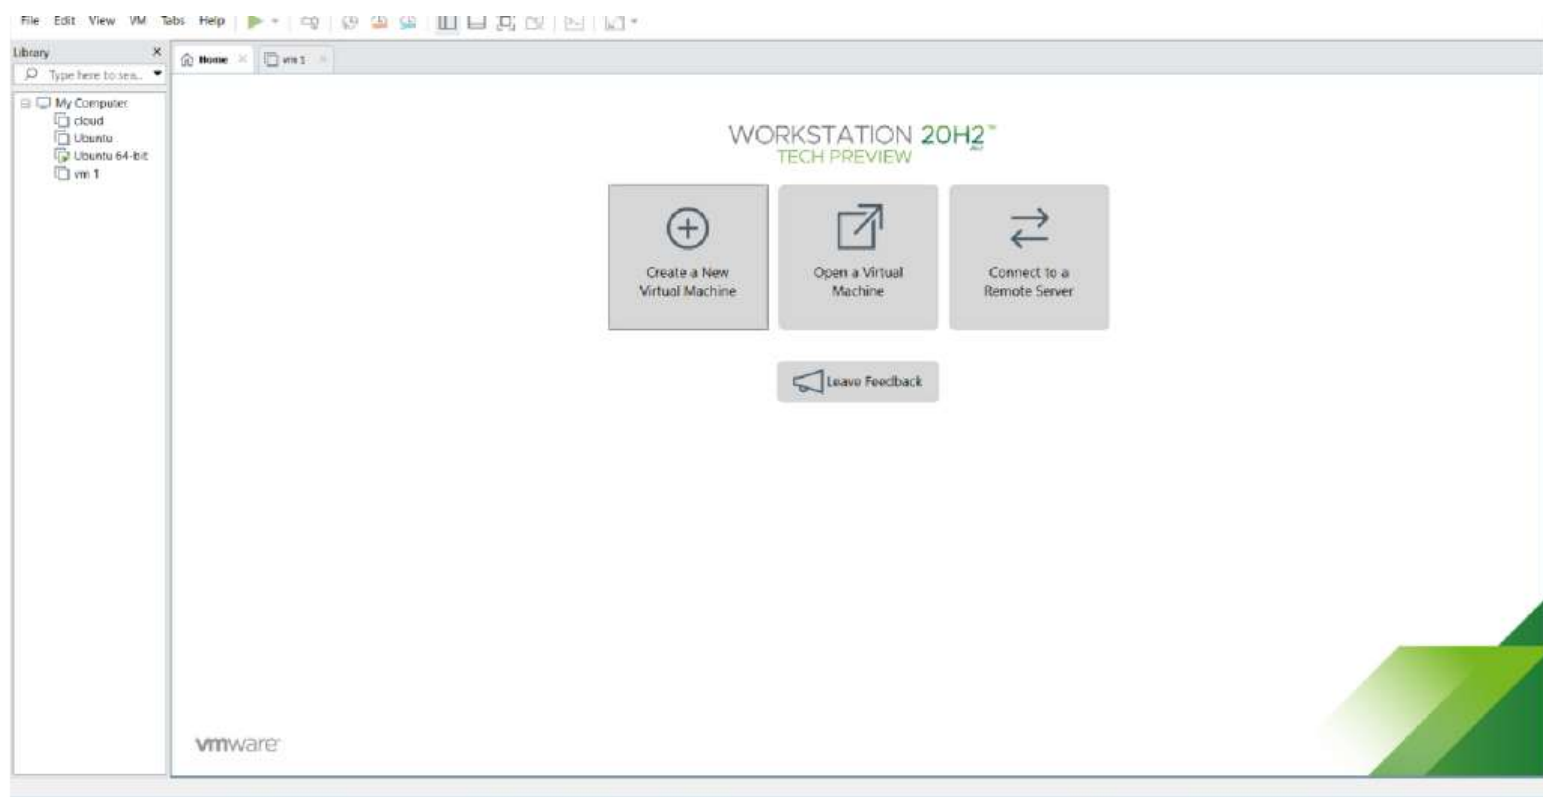 File Edit View VM Tabs Help
Library
Type here to sea...
Home
vm 1
My Computer
cloud
Ubuntu
Ubuntu 64-bit
vm 1
WORKSTATION 20H2™
TECH PREVIEW
Create a New
Virtual Machine
Open a Virtual
Machine
Connect to a
Remote Server
Leave Feedback
vmware